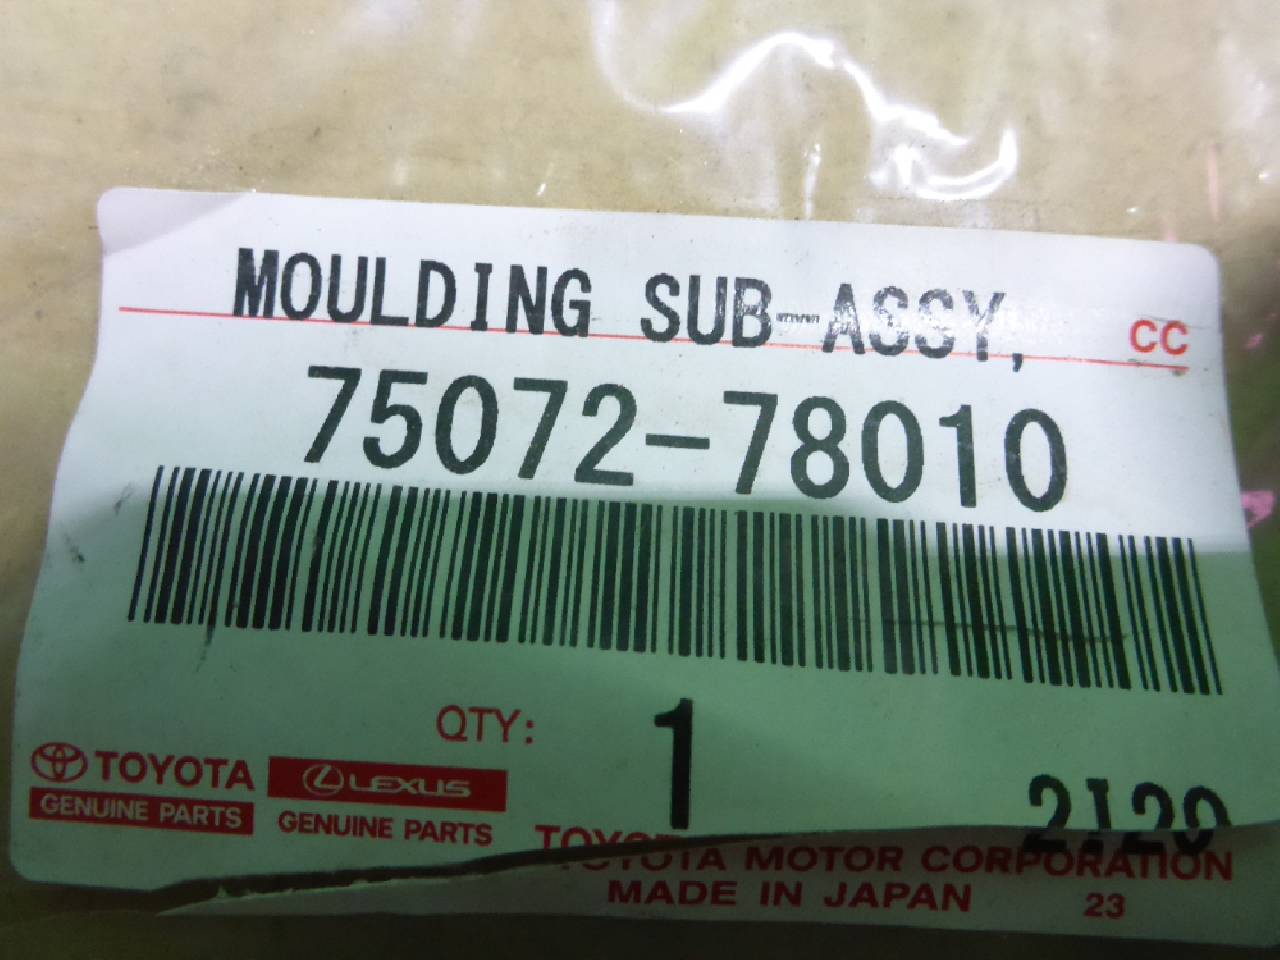 MOULDING SUB-ASSY,
CC
75072-78010
QTY: 1
TOYOTA
GENUINE PARTS
LEXUS
GENUINE PARTS
TOYOTA MOTOR CORPORATION
MADE IN JAPAN 23